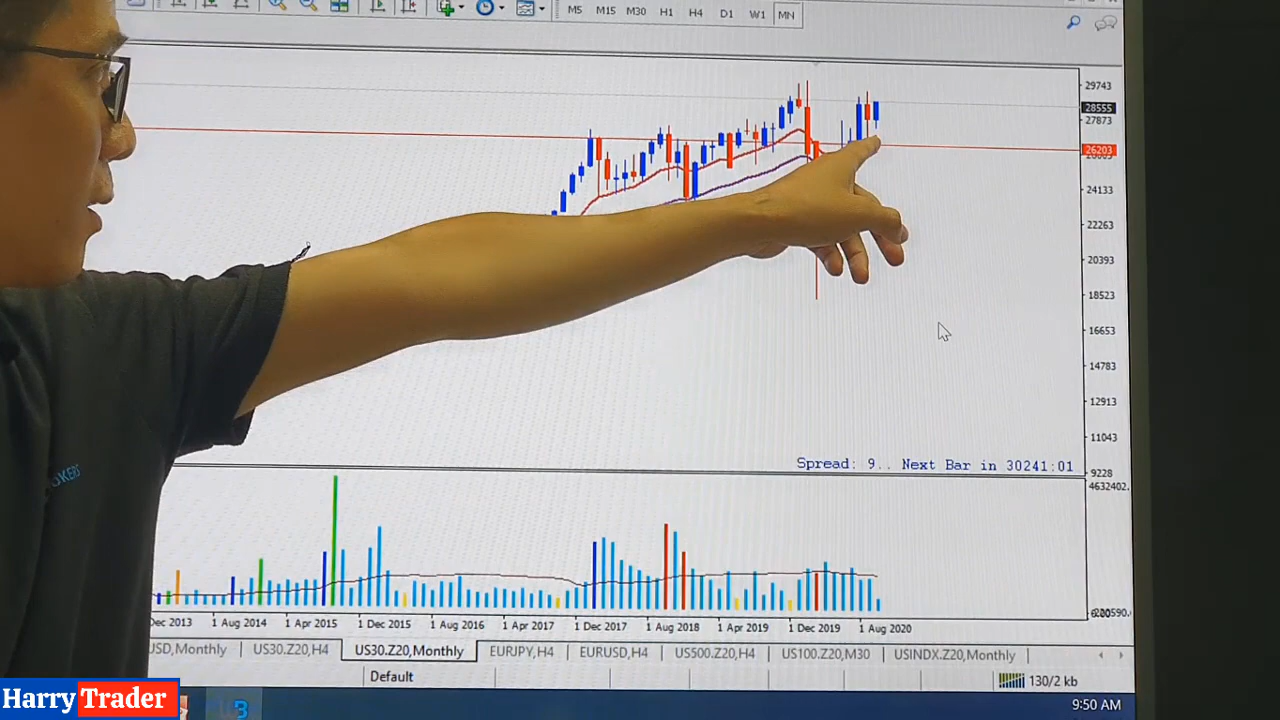 M5 M15 M30 H1 H4 D1 W1 MN
29743
28555
27873
26203
24133
22263
20393
18523
16653
14783
12913
11043
9228
Spread: 9.. Next Bar in 30241:01
4632402.
Dec 2013 1 Aug 2014 1 Apr 2015 1 Dec 2015 1 Aug 2016 1 Apr 2017 1 Dec 2017 1 Aug 2018 1 Apr 2019 1 Dec 2019 1 Aug 2020
SD,Monthly US30.Z20,H4 US30.Z20,Monthly EURJPY,H4 EURUSD,H4 US500.Z20,H4 US100.Z20,M30 USINDX.Z20,Monthly
Default 130/2 kb
HarryTrader
9:50 AM